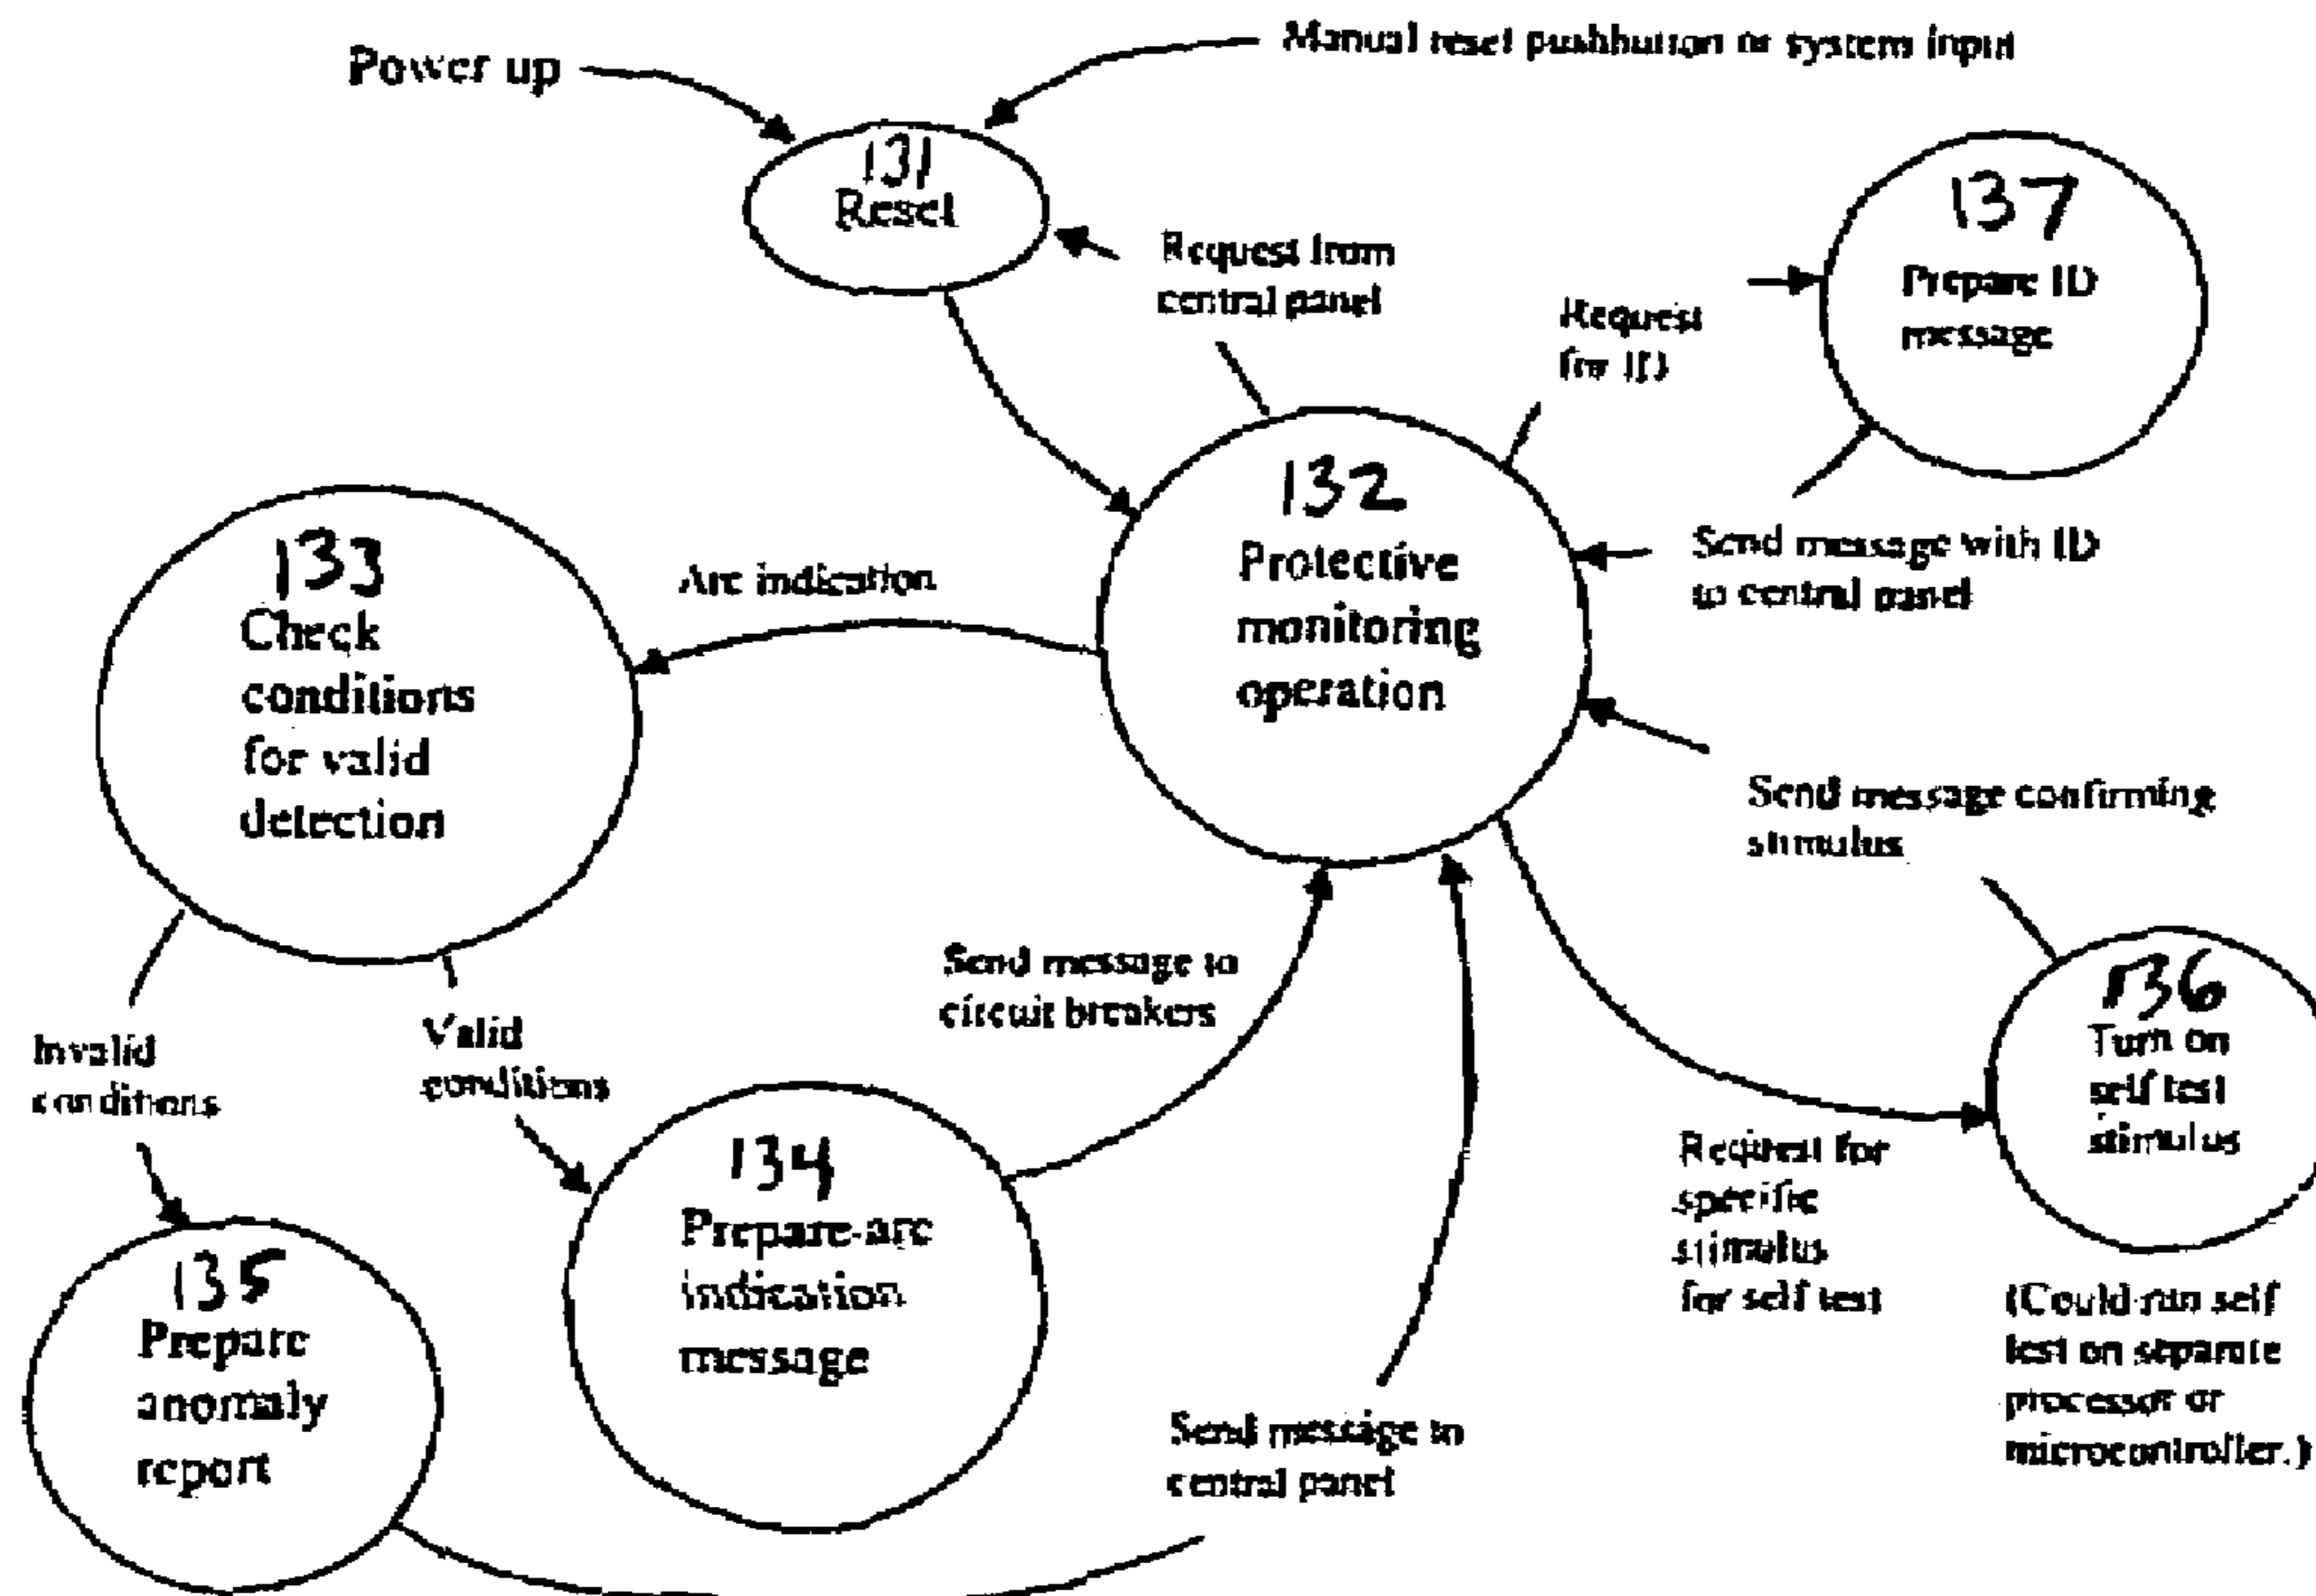 Power up
Manual reset pushbutton or system input
131
Reset
Request from
central panel
137
Prepare ID
message
Request
for ID
132
Protective
monitoring
operation
Send message with ID
to central panel
133
Check
conditions
for valid
detection
Arc indication
Send message confirming
stimulus
Send message to
circuit breakers
136
Turn on
self test
stimulus
Invalid
conditions
Valid
conditions
134
Prepare arc
indication
message
Request for
specific
stimulus
for self test
135
Prepare
anomaly
report
(Could run self
test on separate
processor or
microcontroller.)
Send message to
central panel